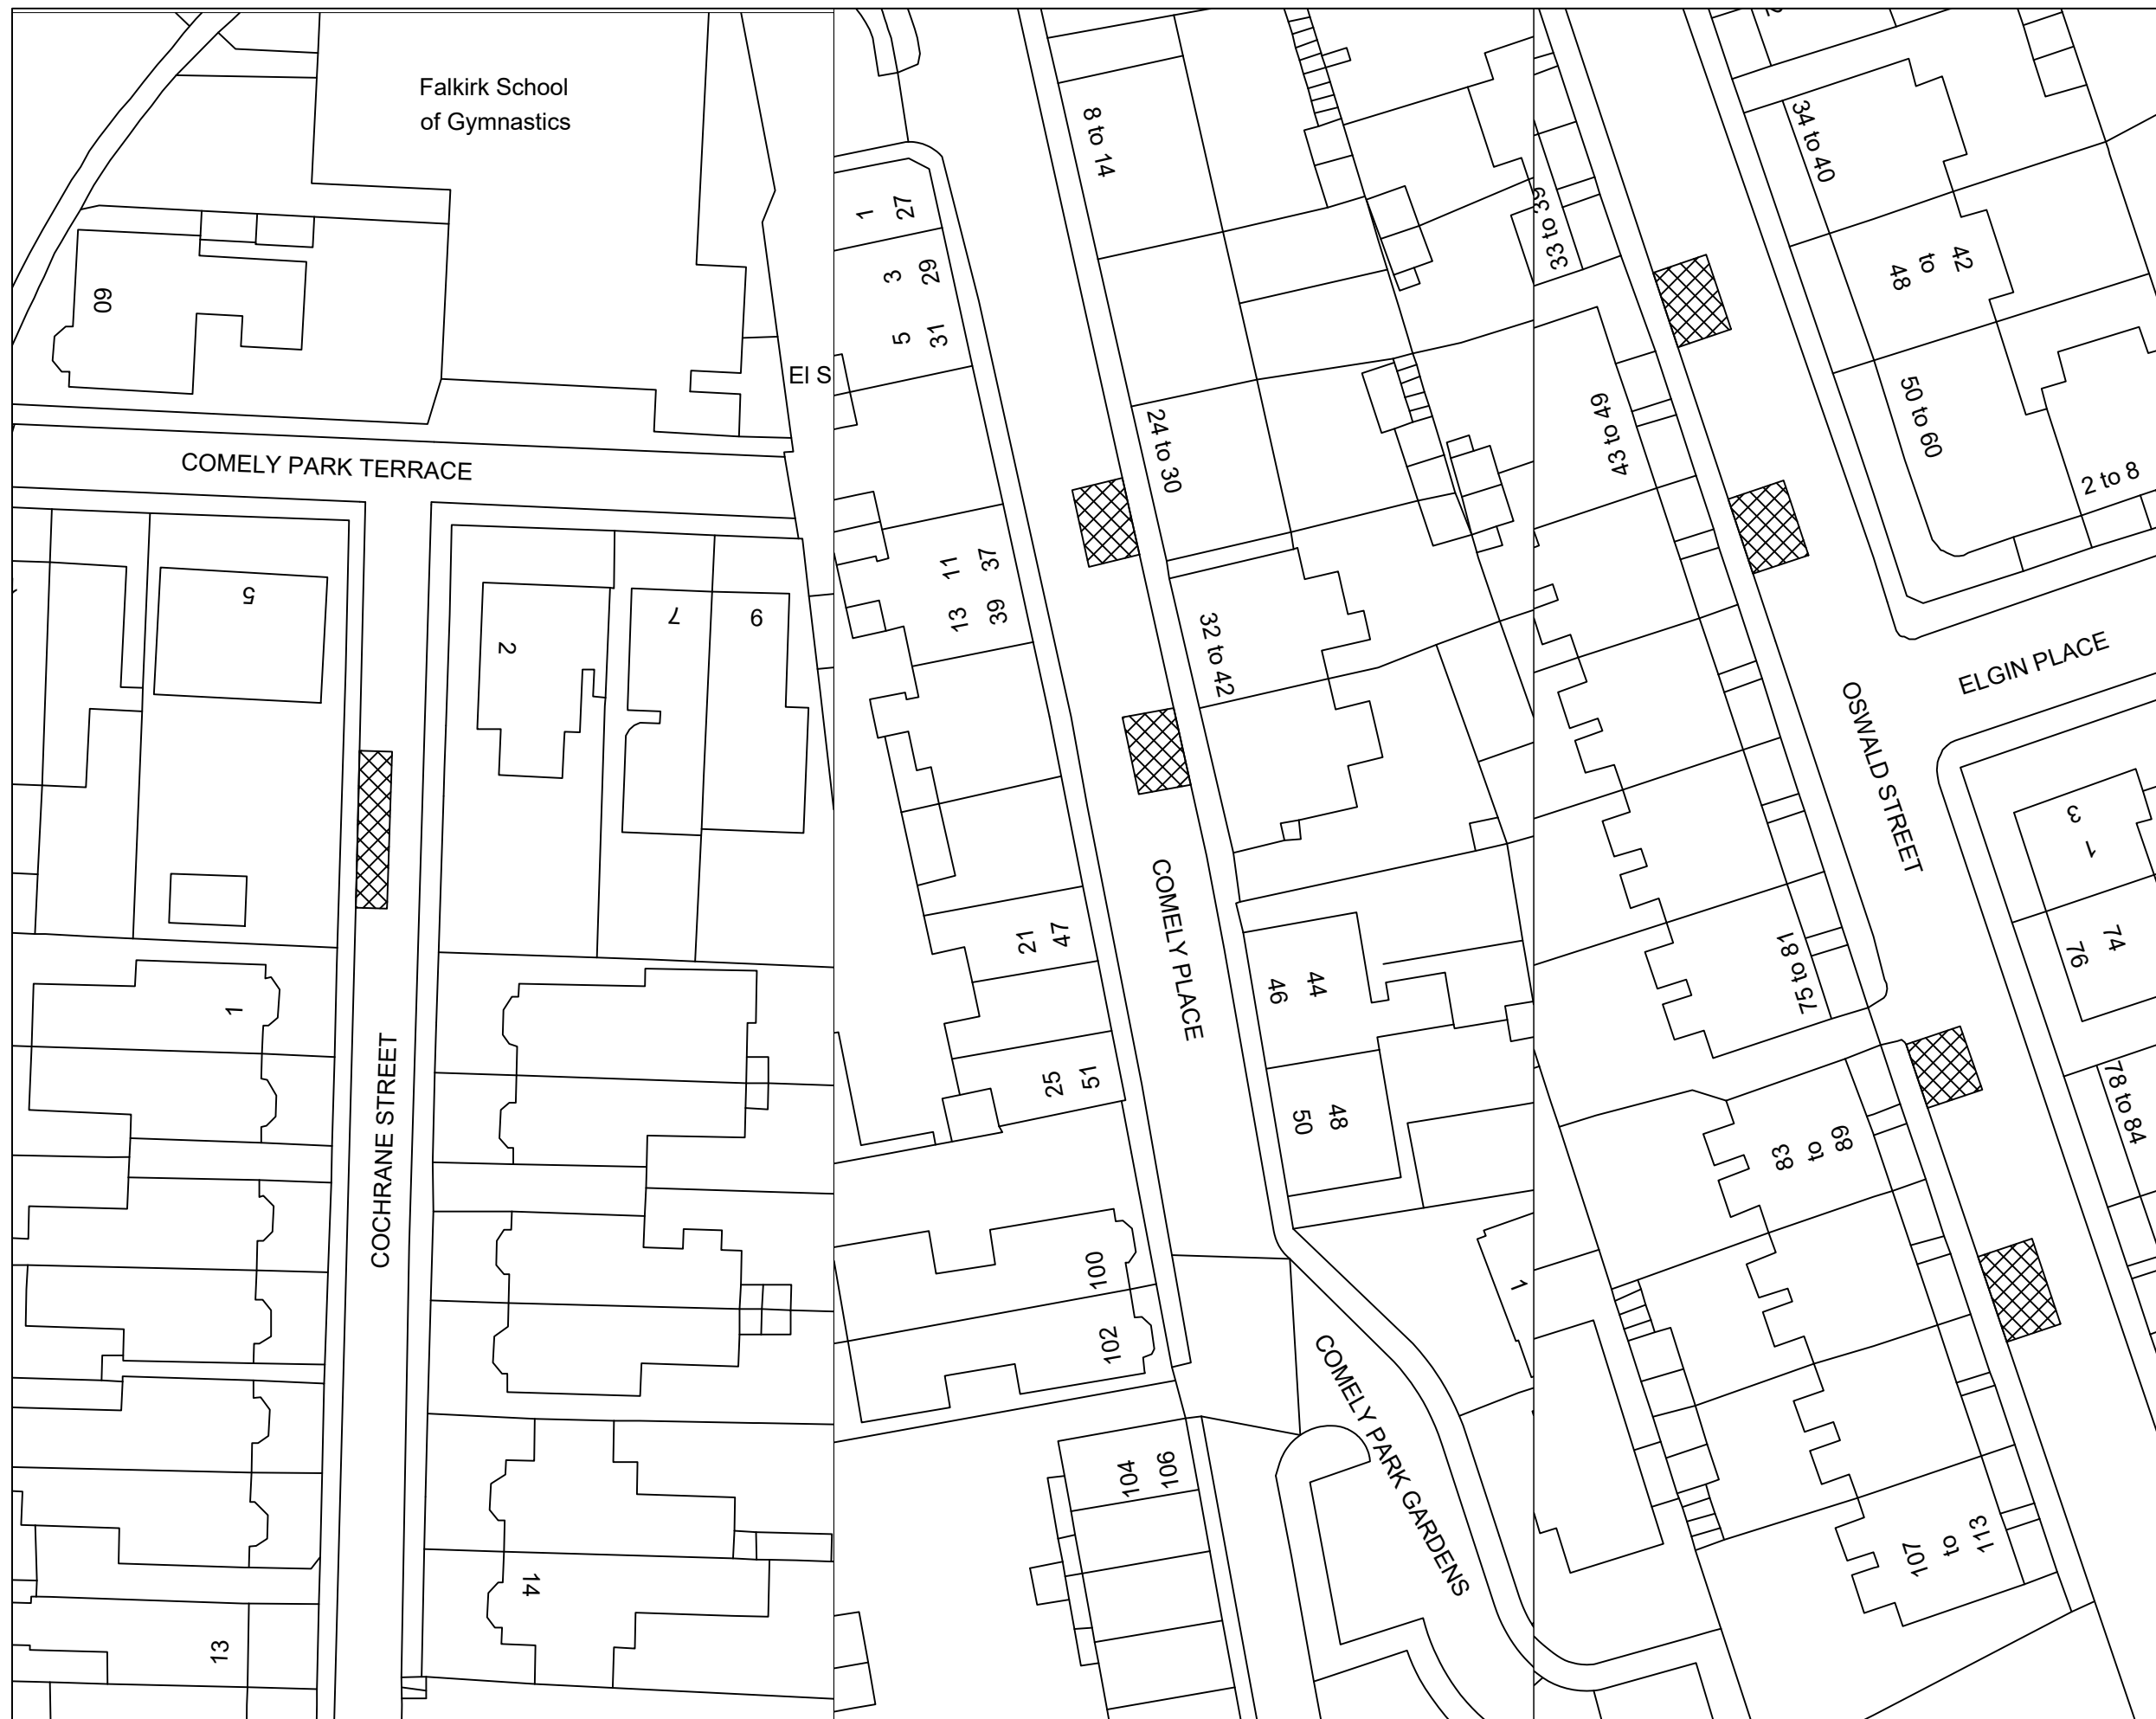 Falkirk School
of Gymnastics
60
El S
COMELY PARK TERRACE
5
2
7
9
1
COCHRANE STREET
14
13
8 to 14
1 27
3 29
5 31
24 to 30
11 37
13 39
32 to 42
COMELY PLACE
21 47
46 44
25 51
50 48
100
102
1
COMELY PARK GARDENS
104 106
34 to 40
33 to 39
42
to
48
43 to 49
50 to 60
2 to 8
ELGIN PLACE
OSWALD STREET
3
1
74
76
75 to 81
78 to 84
83
to
89
107
to
113